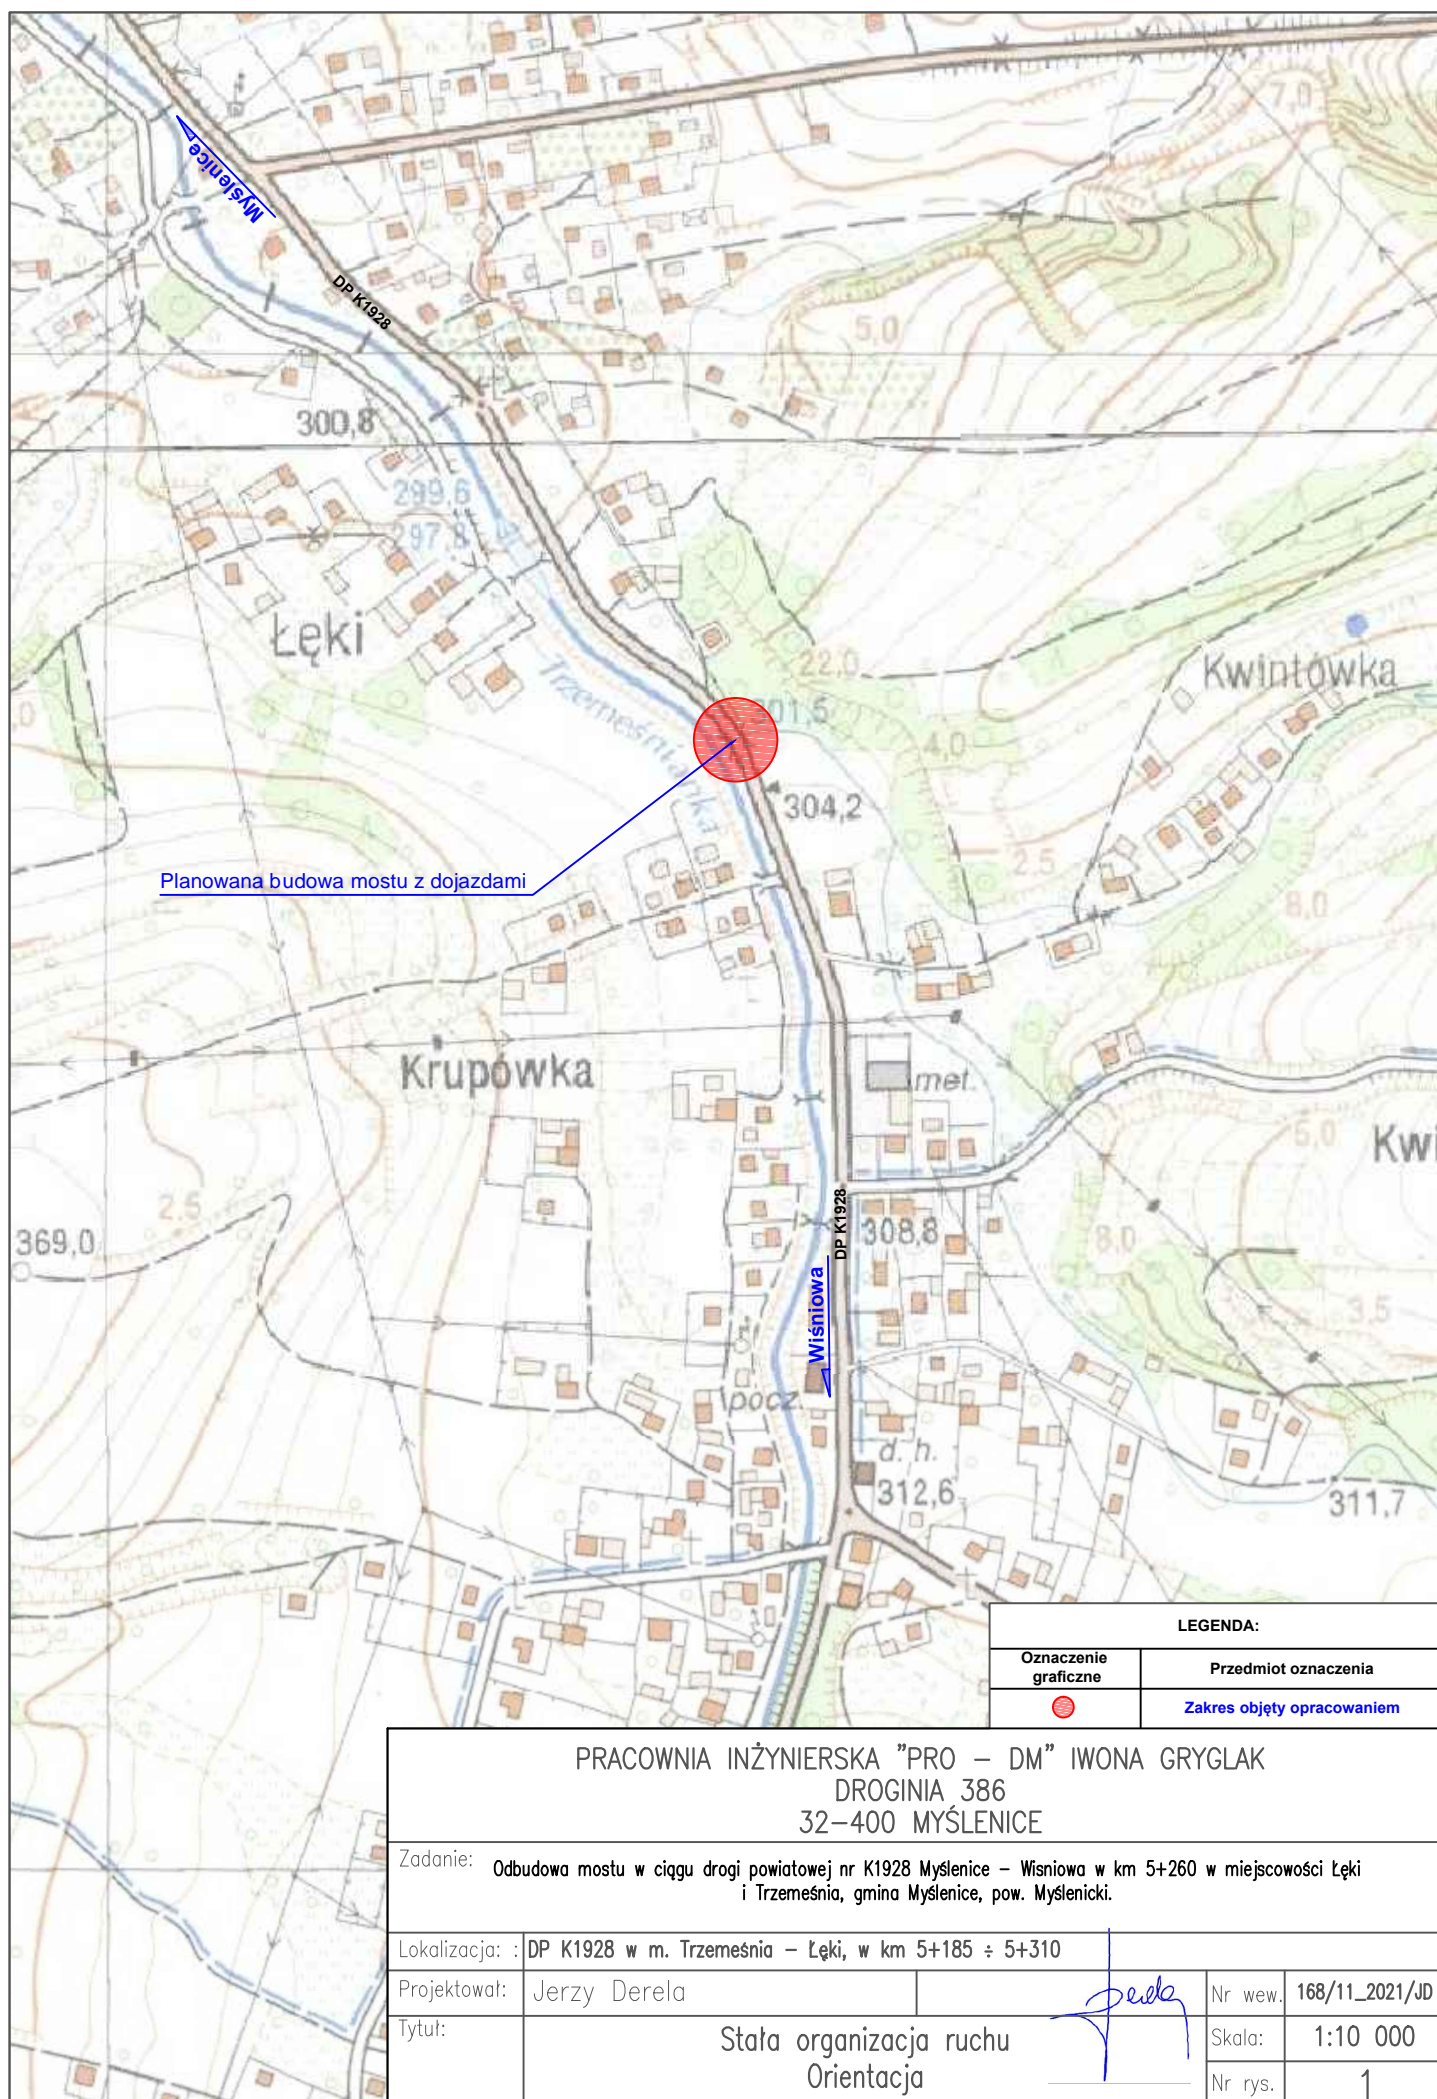 7,0
Myślenice
DP K1928
5,0
300,8
299,6
297,8
Łęki
Trzemeśnianka
22,0
Kwintówka
301,5
4,0
304,2
2,5
Planowana budowa mostu z dojazdami
8,0
Krupówka
met.
5,0
Kwi
2.5
DP K1928
308,8
369,0
8.0
Wiśniowa
3.5
pocz.
d. h.
312,6
311,7
LEGENDA:
Oznaczenie graficzne
Przedmiot oznaczenia
Zakres objęty opracowaniem
PRACOWNIA INŻYNIERSKA "PRO – DM" IWONA GRYGLAK
DROGINIA 386
32-400 MYŚLENICE
Zadanie: Odbudowa mostu w ciągu drogi powiatowej nr K1928 Myślenice – Wisniowa w km 5+260 w miejscowości Łęki
i Trzemeśnia, gmina Myślenice, pow. Myślenicki.
Lokalizacja: : DP K1928 w m. Trzemeśnia – Łęki, w km 5+185 ÷ 5+310
Projektował: Jerzy Derela
Nr wew. 168/11_2021/JD
Tytuł: Stała organizacja ruchu
Orientacja
Skala: 1:10 000
Nr rys. 1